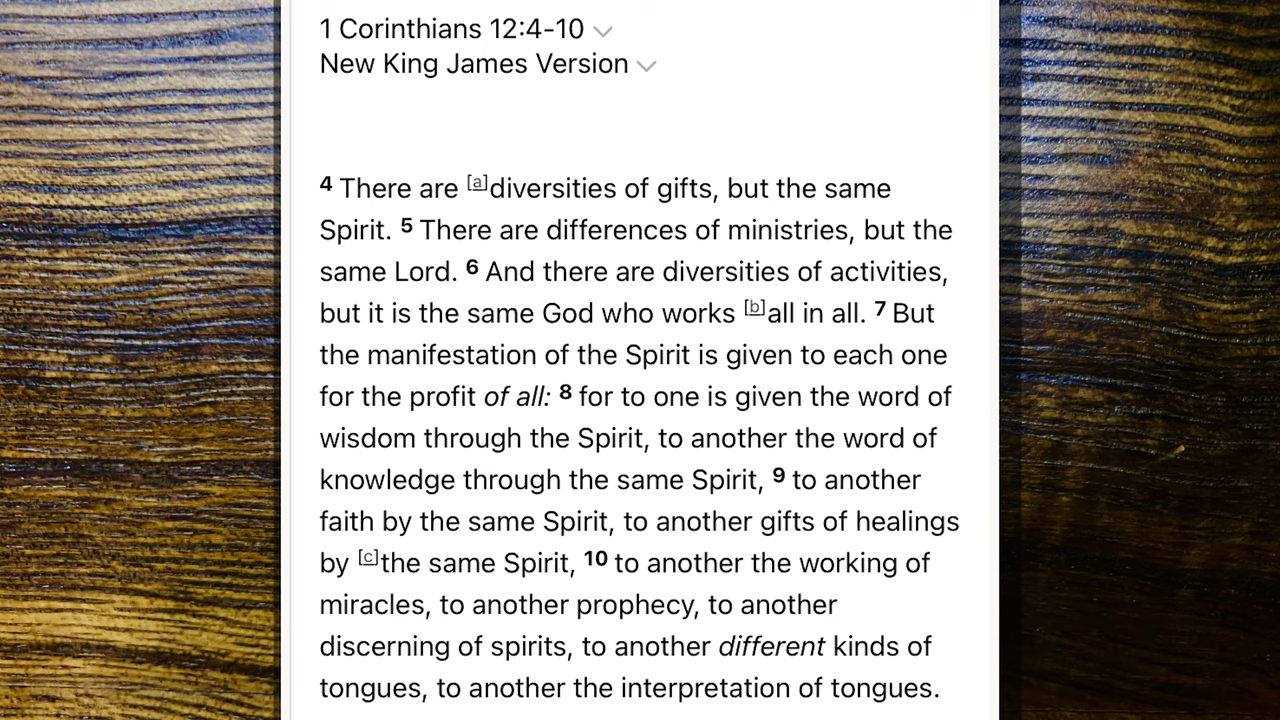 1 Corinthians 12:4-10
New King James Version
4 There are [a]diversities of gifts, but the same
Spirit. 5 There are differences of ministries, but the
same Lord. 6 And there are diversities of activities,
but it is the same God who works [b]all in all. 7 But
the manifestation of the Spirit is given to each one
for the profit of all: 8 for to one is given the word of
wisdom through the Spirit, to another the word of
knowledge through the same Spirit, 9 to another
faith by the same Spirit, to another gifts of healings
by [c]the same Spirit, 10 to another the working of
miracles, to another prophecy, to another
discerning of spirits, to another different kinds of
tongues, to another the interpretation of tongues.